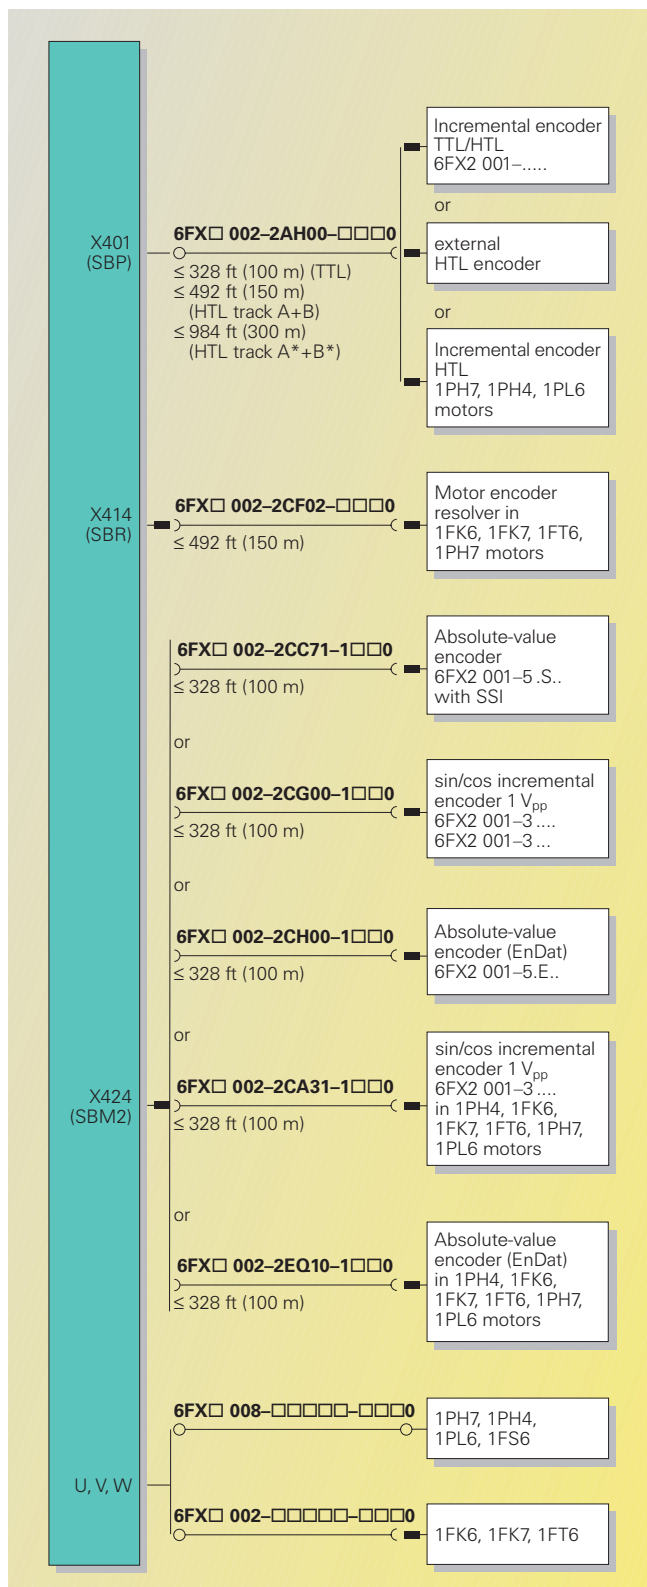 Incremental encoder
TTL/HTL
6FX2 001–.....
or
X401
(SBP)
6FX□ 002–2AH00–□□□0
≤ 328 ft (100 m) (TTL)
≤ 492 ft (150 m)
(HTL track A+B)
≤ 984 ft (300 m)
(HTL track A*+B*)
external
HTL encoder
or
Incremental encoder
HTL
1PH7, 1PH4, 1PL6
motors
X414
(SBR)
6FX□ 002–2CF02–□□□0
≤ 492 ft (150 m)
Motor encoder
resolver in
1FK6, 1FK7, 1FT6,
1PH7 motors
6FX□ 002–2CC71–1□□0
≤ 328 ft (100 m)
Absolute-value
encoder
6FX2 001–5 .S..
with SSI
or
6FX□ 002–2CG00–1□□0
≤ 328 ft (100 m)
sin/cos incremental
encoder 1 Vpp
6FX2 001–3 ....
6FX2 001–3 ...
or
6FX□ 002–2CH00–1□□0
≤ 328 ft (100 m)
Absolute-value
encoder (EnDat)
6FX2 001–5.E..
or
X424
(SBM2)
6FX□ 002–2CA31–1□□0
≤ 328 ft (100 m)
sin/cos incremental
encoder 1 Vpp
6FX2 001–3 ....
in 1PH4, 1FK6,
1FK7, 1FT6, 1PH7,
1PL6 motors
or
6FX□ 002–2EQ10–1□□0
≤ 328 ft (100 m)
Absolute-value
encoder (EnDat)
in 1PH4, 1FK6,
1FK7, 1FT6, 1PH7,
1PL6 motors
U, V, W
6FX□ 008–□□□□□–□□□0
1PH7, 1PH4,
1PL6, 1FS6
6FX□ 002–□□□□□–□□□0
1FK6, 1FK7, 1FT6